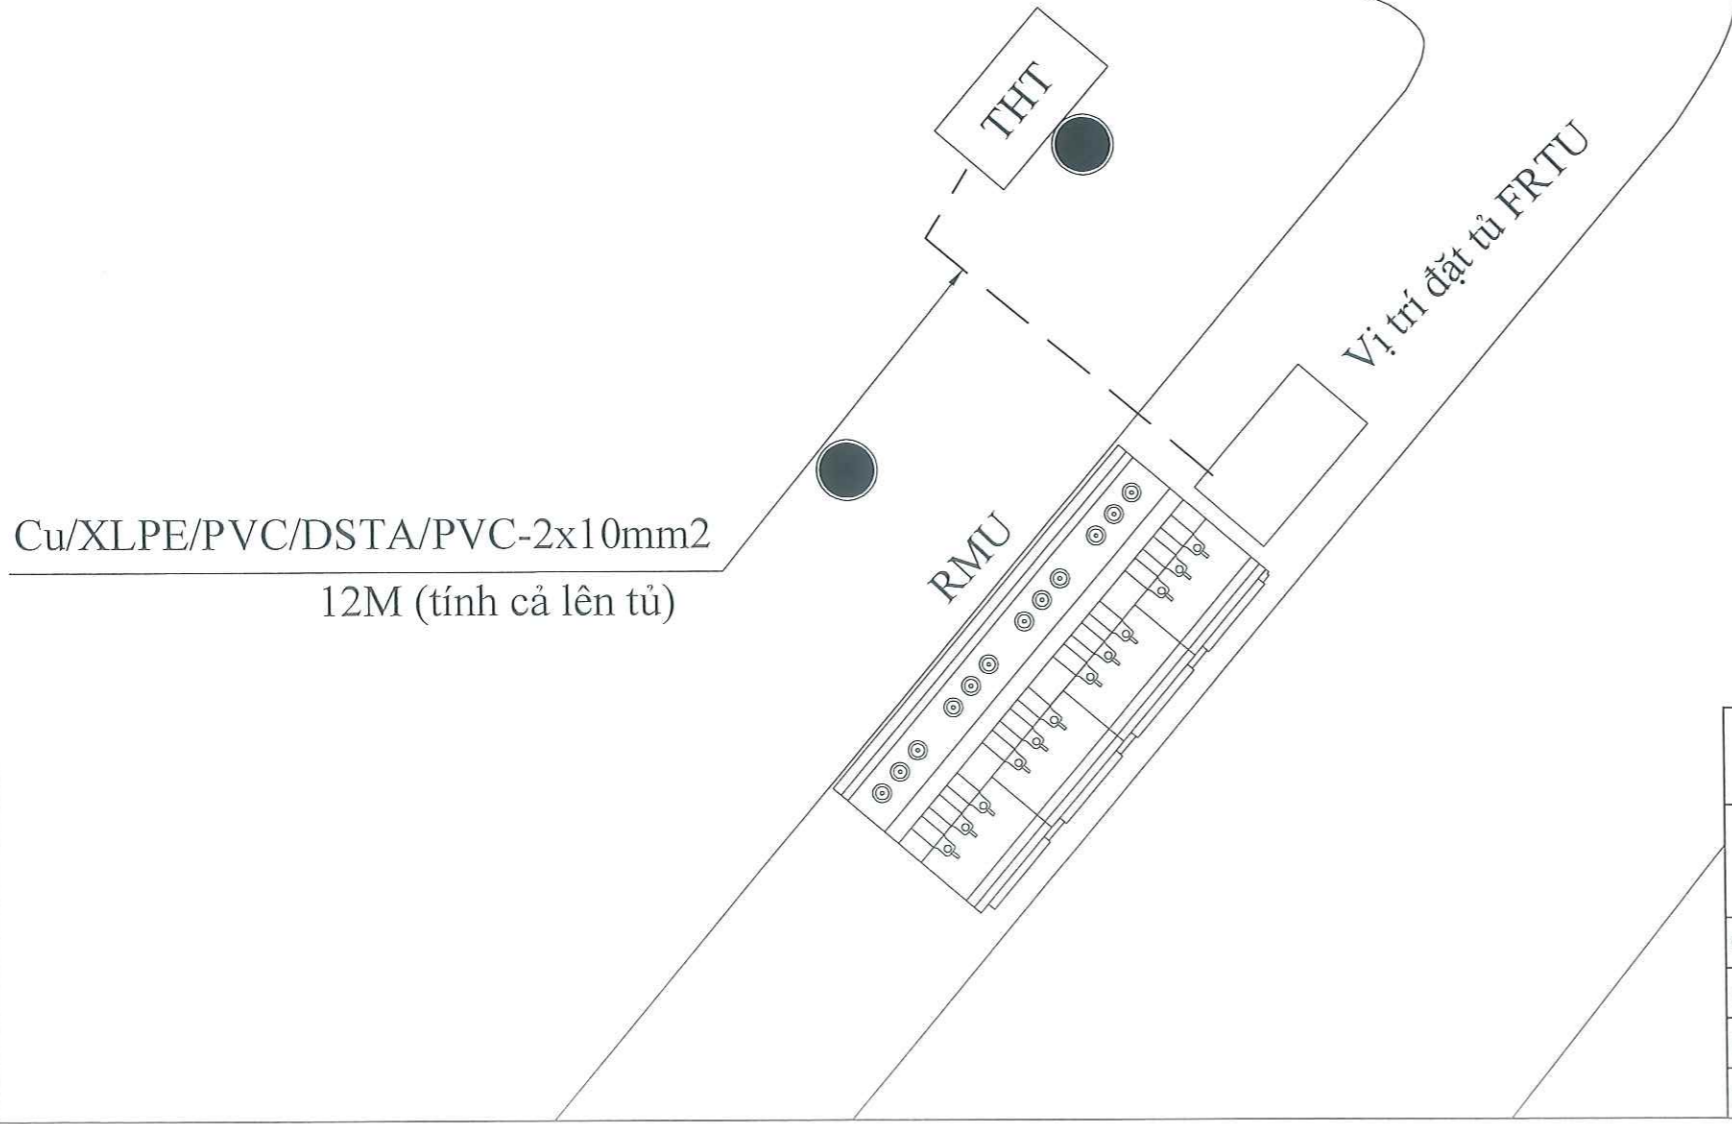 THT
Vị trí đặt tủ FRTU
Cu/XLPE/PVC/DSTA/PVC-2x10mm2
12M (tính cả lên tủ)
RMU